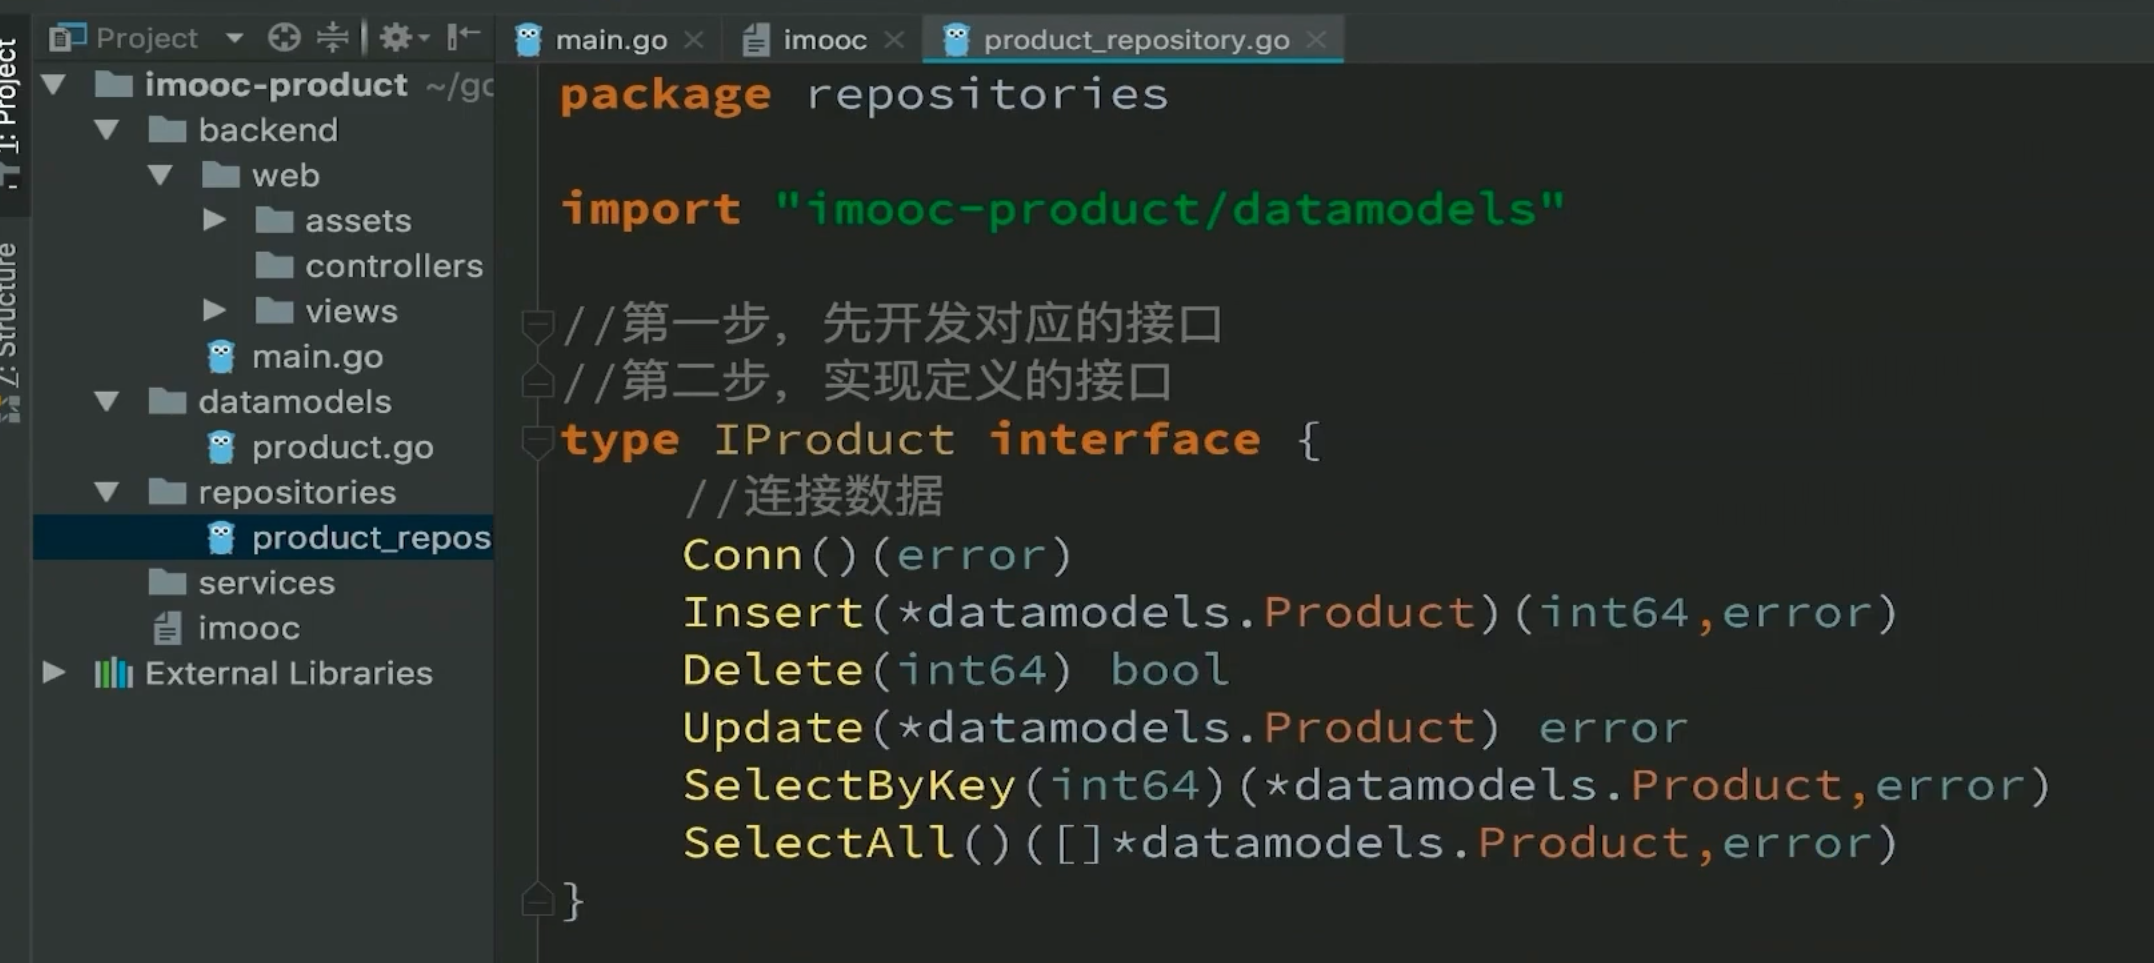 Project
main.go
imooc
product_repository.go
1: Project
Z: Structure
imooc-product ~/go
backend
web
assets
controllers
views
main.go
datamodels
product.go
repositories
product_repos
services
imooc
External Libraries
package repositories
import "imooc-product/datamodels"
//第一步，先开发对应的接口
//第二步，实现定义的接口
type IProduct interface {
//连接数据
Conn()(error)
Insert(*datamodels.Product)(int64,error)
Delete(int64) bool
Update(*datamodels.Product) error
SelectByKey(int64)(*datamodels.Product,error)
SelectAll()([]*datamodels.Product,error)
}